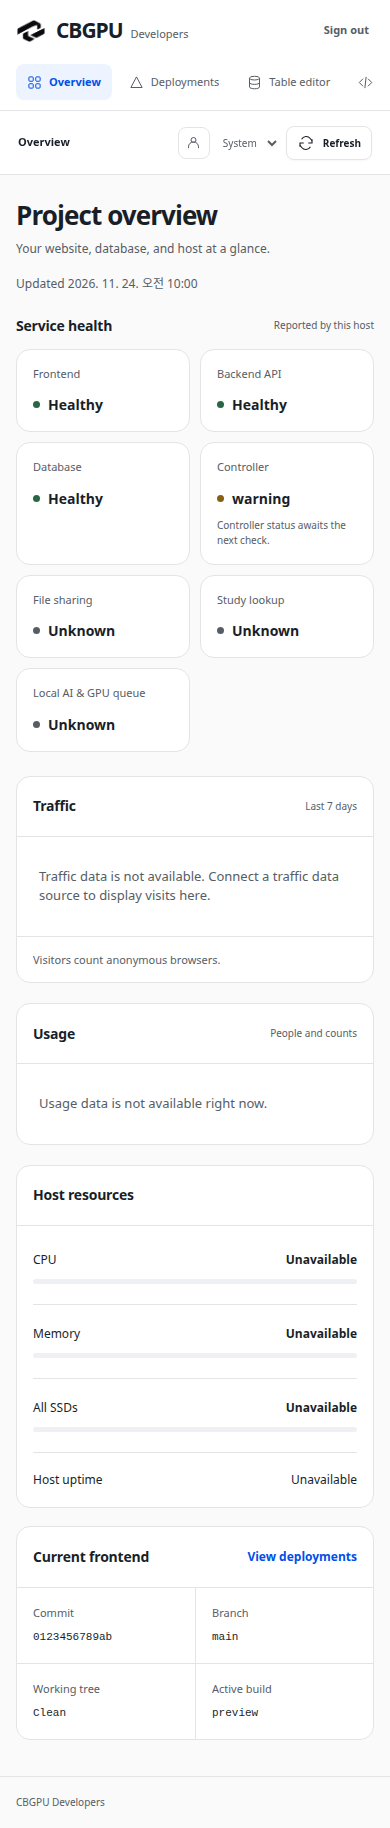 CBGPU Developers
Sign out
Overview
Deployments
Table editor
Overview
System
Refresh
Project overview
Your website, database, and host at a glance.
Updated 2026. 11. 24. 오전 10:00
Service health
Reported by this host
Frontend
Healthy
Backend API
Healthy
Database
Healthy
Controller
warning
Controller status awaits the
next check.
File sharing
Unknown
Study lookup
Unknown
Local AI & GPU queue
Unknown
Traffic
Last 7 days
Traffic data is not available. Connect a traffic data
source to display visits here.
Visitors count anonymous browsers.
Usage
People and counts
Usage data is not available right now.
Host resources
CPU
Unavailable
Memory
Unavailable
All SSDs
Unavailable
Host uptime
Unavailable
Current frontend
View deployments
Commit
0123456789ab
Branch
main
Working tree
Clean
Active build
preview
CBGPU Developers